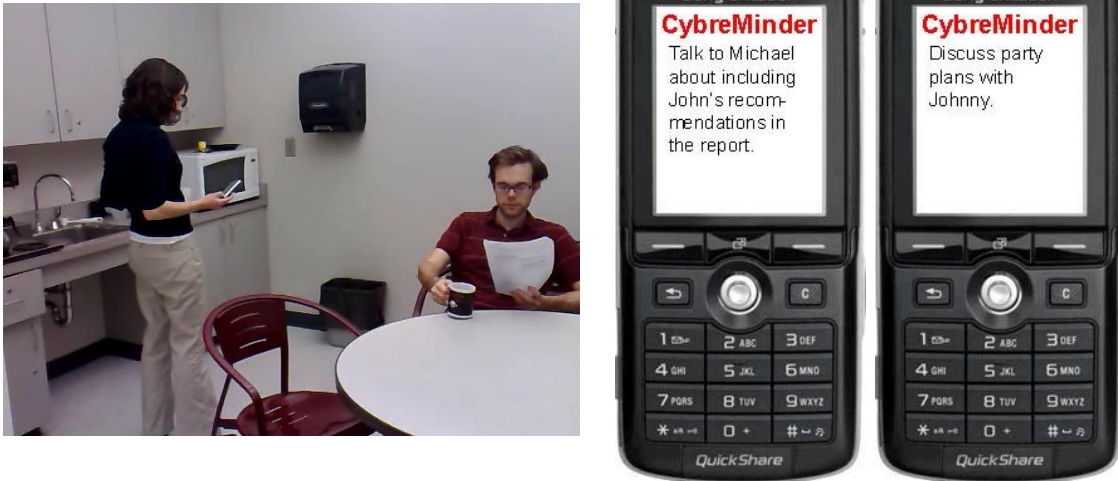 CybreMinder
Talk to Michael
about including
John's recom-
mendations in
the report.
1
2 ABC
3 DEF
4 GHI
5 JKL
6 MNO
7 PQRS
8 TUV
9 WXYZ
* a/A
0 +
#
C
QuickShare
Sony Ericsson
CybreMinder
Discuss party
plans with
Johnny.
C
1
2 ABC
3 DEF
4 GHI
5 JKL
6 MNO
7 PQRS
8 TUV
9 WXYZ
* a/A
0 +
#
QuickShare